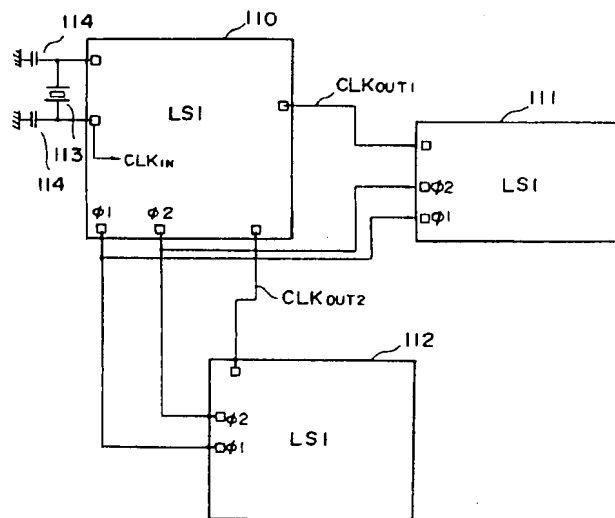 114
110
LSI
CLKOUT1
111
113
114
CLKIN
LSI
φ2
φ1
φ1
φ2
CLKOUT2
112
φ2
φ1
LSI